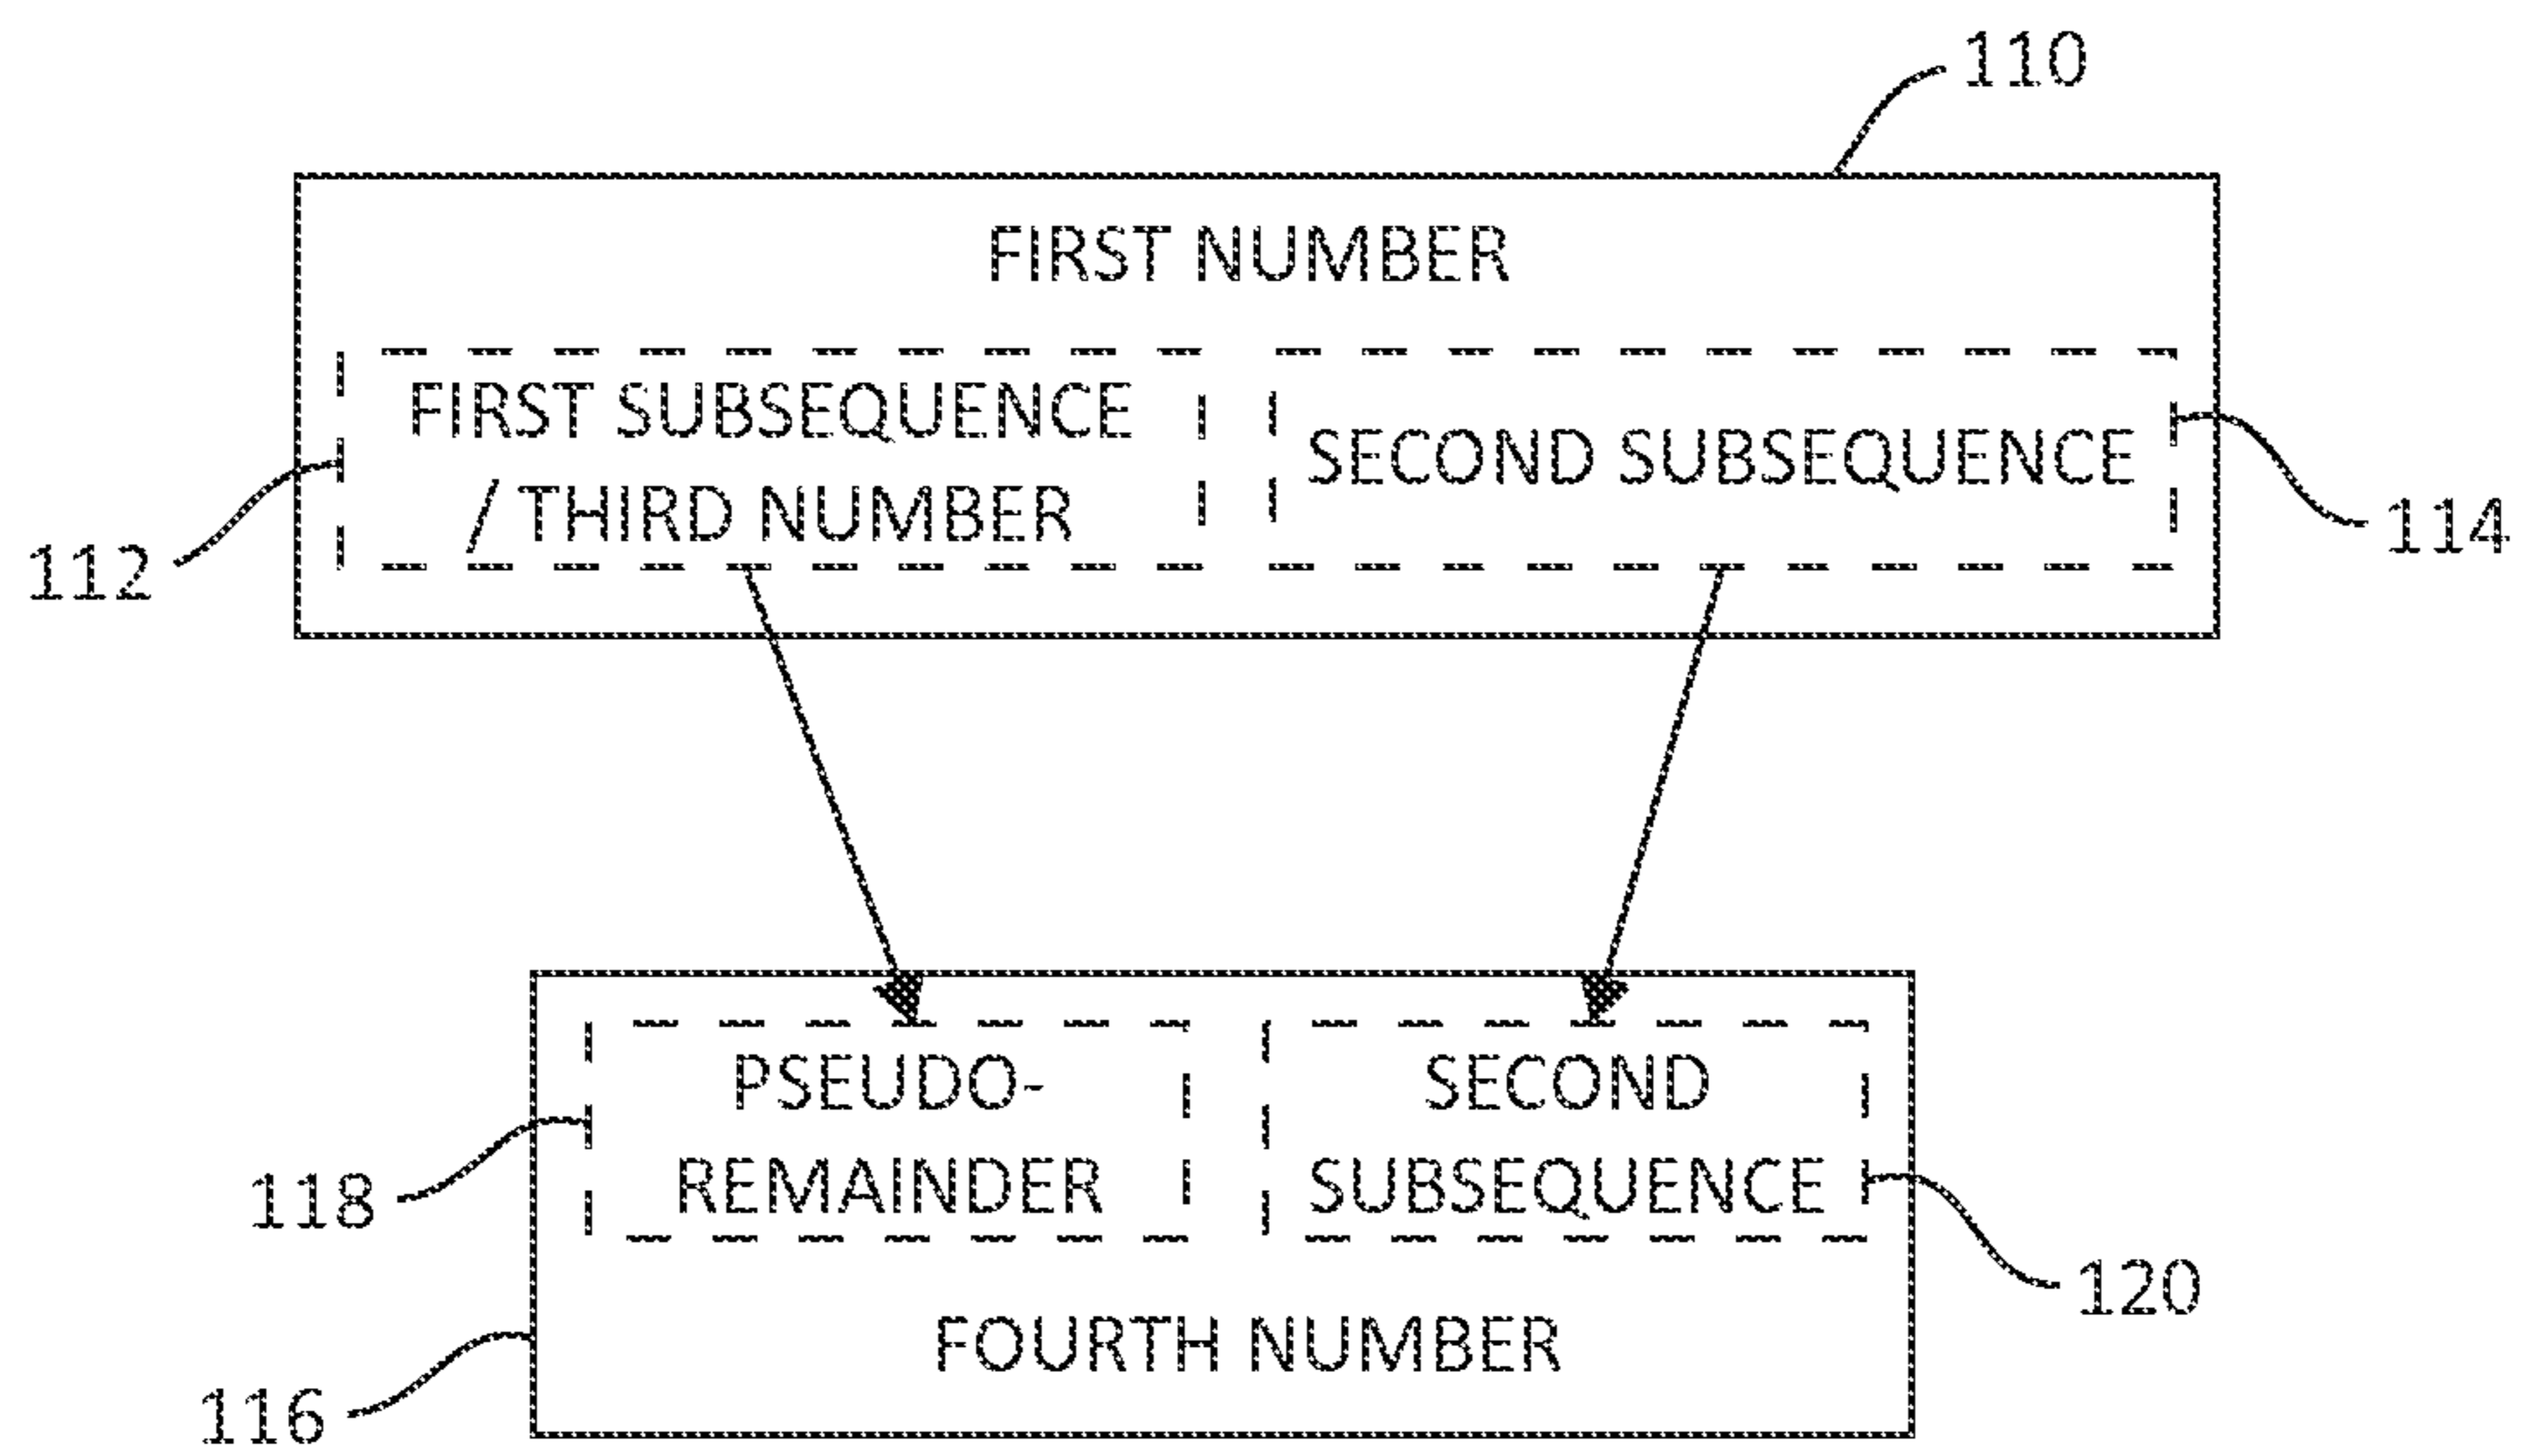 110
FIRST NUMBER
FIRST SUBSEQUENCE
/ THIRD NUMBER
SECOND SUBSEQUENCE
112
114
PSEUDO-
REMAINDER
SECOND
SUBSEQUENCE
118
120
FOURTH NUMBER
116